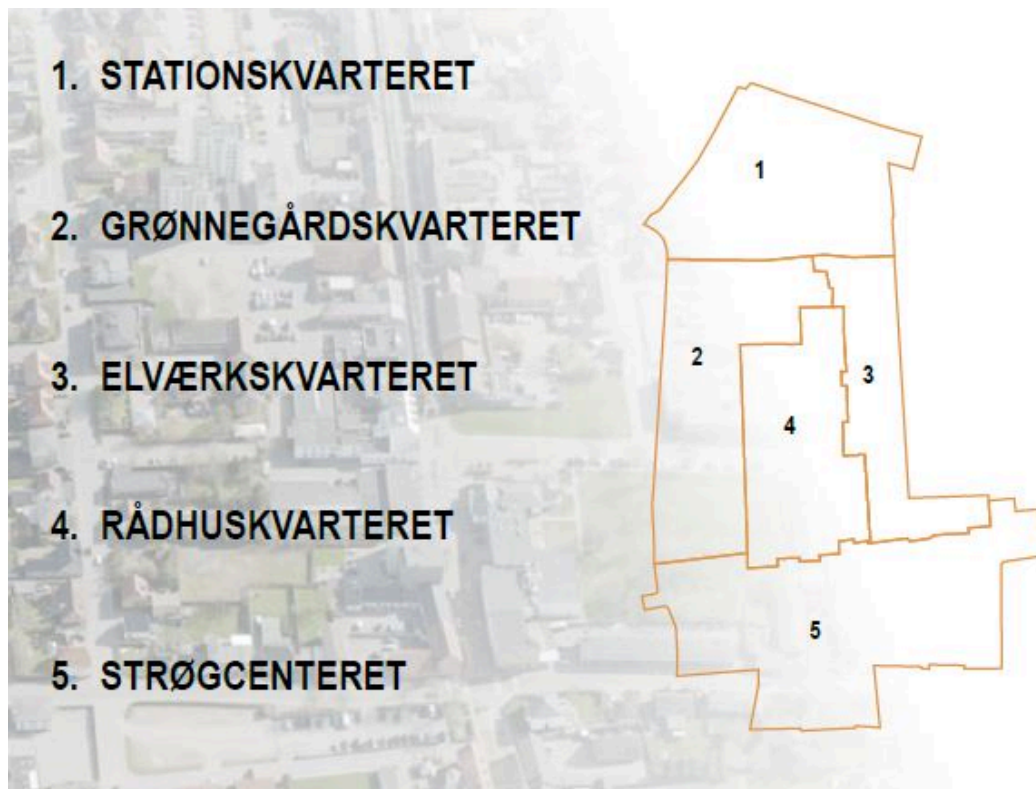 1. STATIONSKVARTERET
2. GRØNNEGÅRDSKVARTERET
3. ELVÆRKSKVARTERET
4. RÅDHUSKVARTERET
5. STRØGCENTERET
1
2
3
4
5